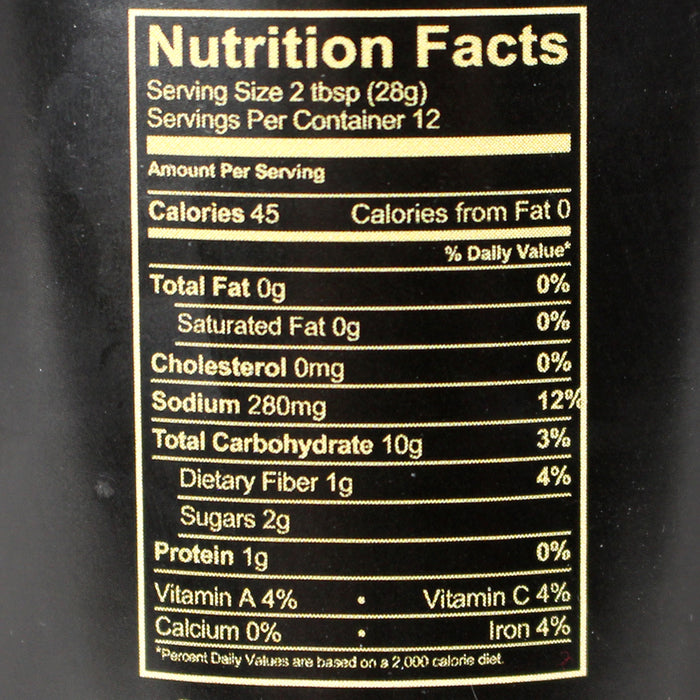 Nutrition Facts
Serving Size 2 tbsp (28g)
Servings Per Container 12
Amount Per Serving
Calories 45 Calories from Fat 0
% Daily Value*
Total Fat 0g 0%
Saturated Fat 0g 0%
Cholesterol 0mg 0%
Sodium 280mg 12%
Total Carbohydrate 10g 3%
Dietary Fiber 1g 4%
Sugars 2g
Protein 1g 0%
Vitamin A 4% • Vitamin C 4%
Calcium 0% • Iron 4%
*Percent Daily Values are based on a 2,000 calorie diet.